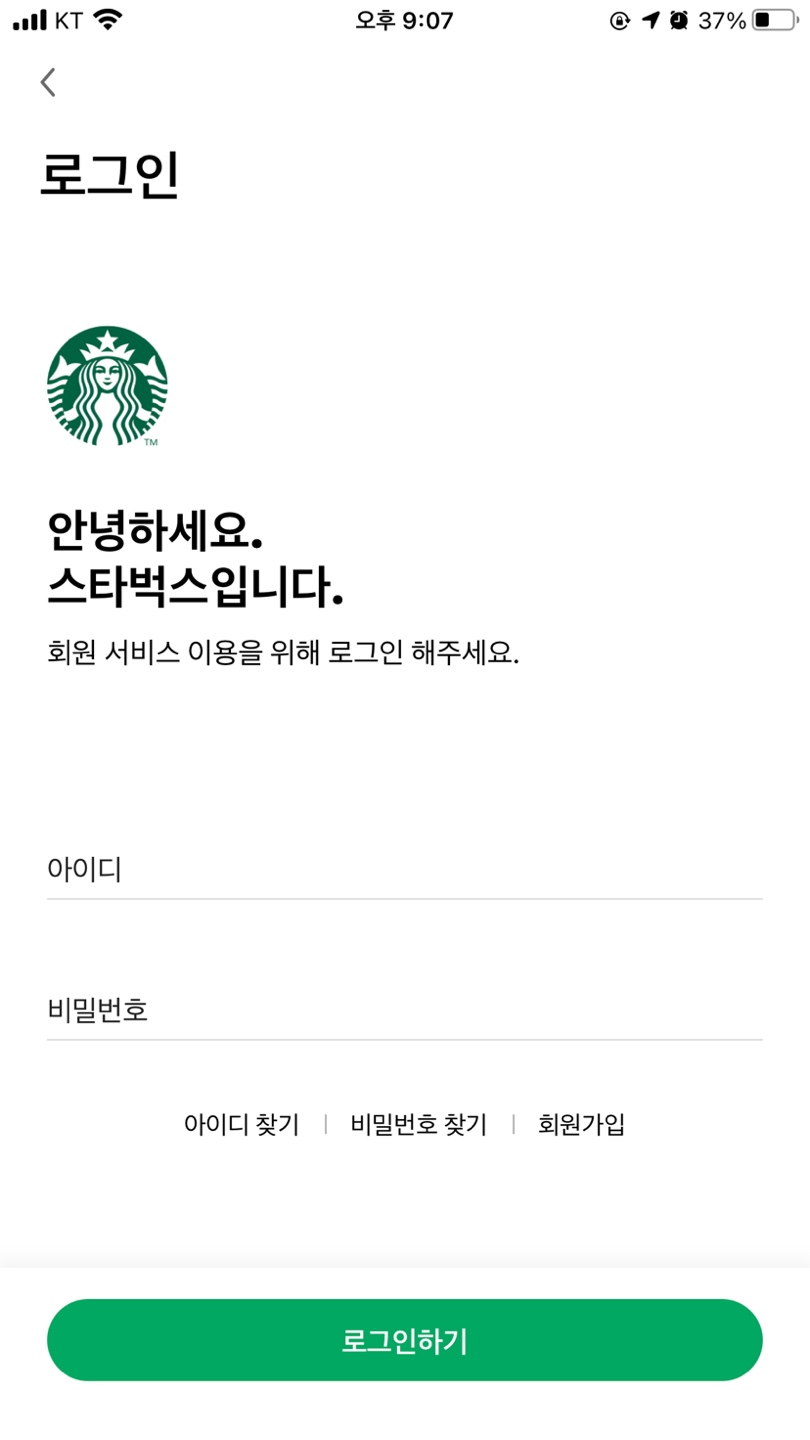 KT 오후 9:07 37%
로그인
TM
안녕하세요.
스타벅스입니다.
회원 서비스 이용을 위해 로그인 해주세요.
아이디
비밀번호
아이디 찾기 | 비밀번호 찾기 | 회원가입
로그인하기